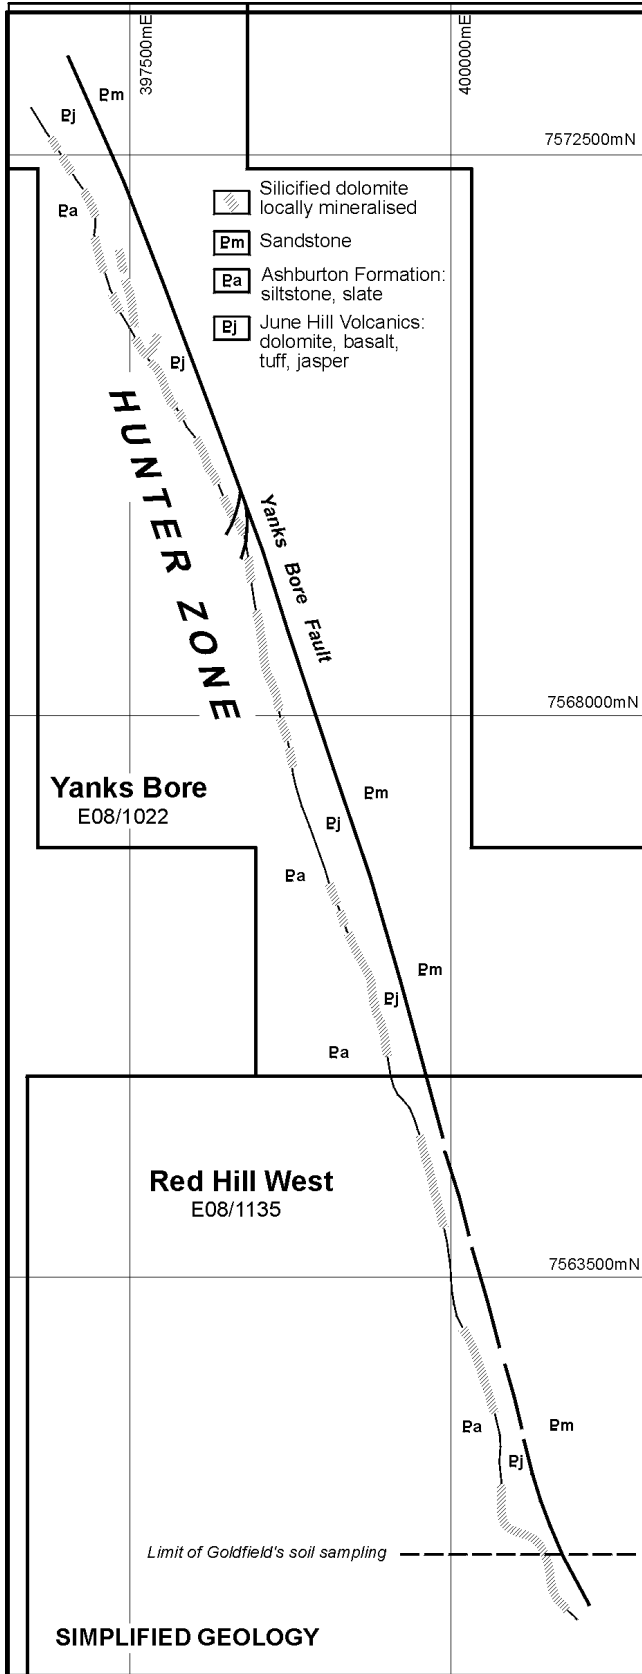 397500mE
400000mE
Pm
Pj
7572500mN
Pa
Silicified dolomite
locally mineralised
Pm Sandstone
Pa Ashburton Formation:
siltstone, slate
Pj June Hill Volcanics:
dolomite, basalt,
tuff, jasper
Pj
HUNTER ZONE
Yanks Bore Fault
7568000mN
Yanks Bore
E08/1022
Pm
Pj
Pa
Pm
Pj
Pa
Red Hill West
E08/1135
7563500mN
Pa
Pm
Pj
Limit of Goldfield's soil sampling
SIMPLIFIED GEOLOGY